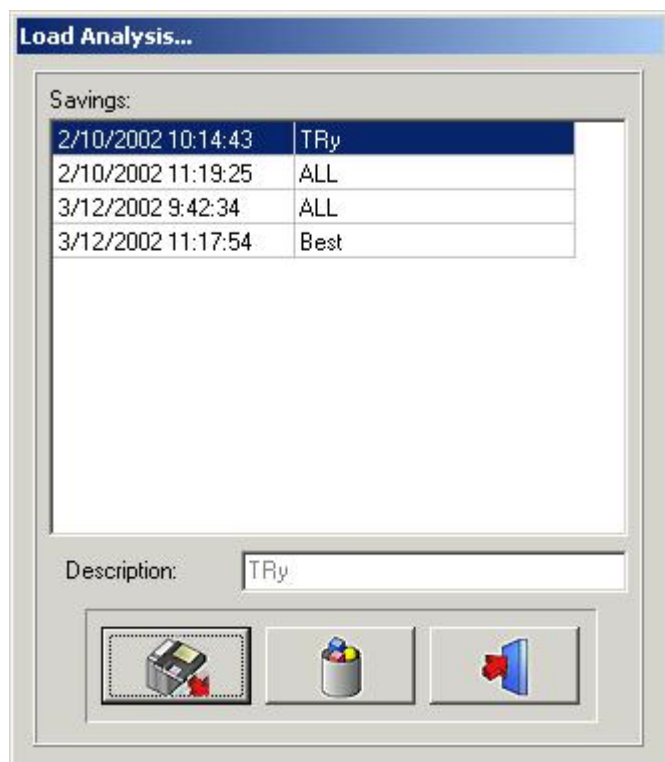 Load Analysis...
Savings:
2/10/2002 10:14:43 TRy
2/10/2002 11:19:25 ALL
3/12/2002 9:42:34 ALL
3/12/2002 11:17:54 Best
Description: TRy